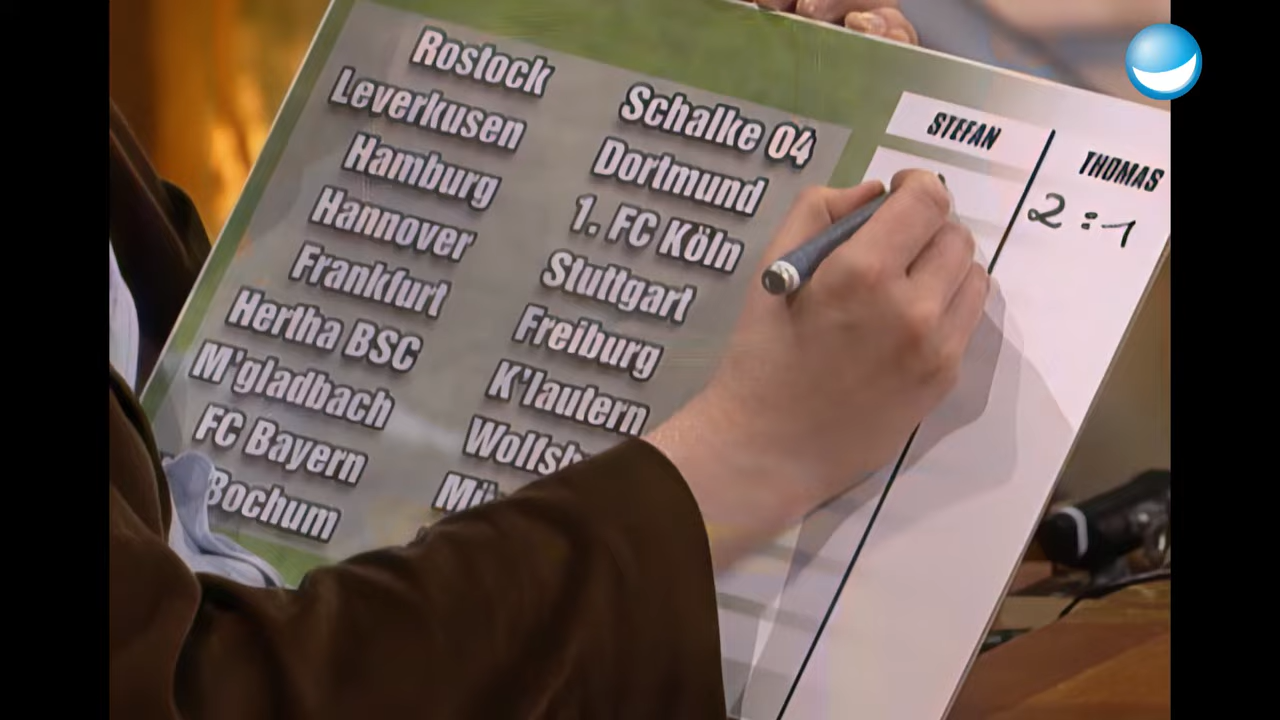 Rostock Schalke 04
Leverkusen Dortmund
Hamburg 1. FC Köln
Hannover Stuttgart
Frankfurt Freiburg
Hertha BSC K'lautern
M'gladbach
FC Bayern
Bochum
STEFAN THOMAS
2:1